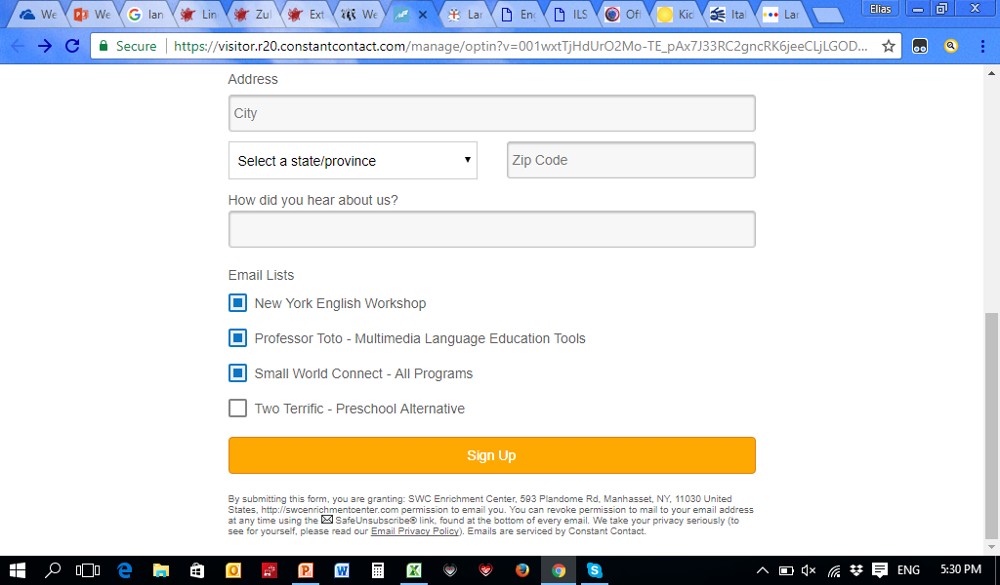 We
We
lan
Lin
Zul
Ext
We
Lar
Eng
ILS
Off
Kic
Ital
Lar
Elias
Secure
https://visitor.r20.constantcontact.com/manage/optin?v=001wxtTjHdUrO2Mo-TE_pAx7J33RC2gncRK6jeeCLjLGOD...
Address
City
Select a state/province
Zip Code
How did you hear about us?
Email Lists
New York English Workshop
Professor Toto - Multimedia Language Education Tools
Small World Connect - All Programs
Two Terrific - Preschool Alternative
Sign Up
By submitting this form, you are granting: SWC Enrichment Center, 593 Plandome Rd, Manhasset, NY, 11030 United
States, http://swcenrichmentcenter.com permission to email you. You can revoke permission to mail to your email address
at any time using the SafeUnsubscribe® link, found at the bottom of every email. We take your privacy seriously (to
see for yourself, please read our Email Privacy Policy). Emails are serviced by Constant Contact.
ENG
5:30 PM